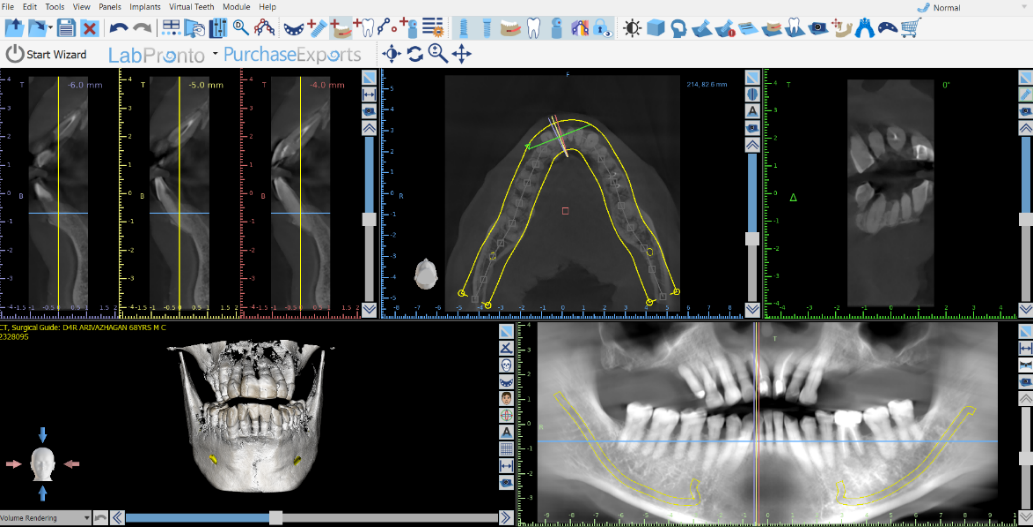 File Edit Tools View Panels Implants Virtual Teeth Module Help
Normal
Start Wizard LabPronto PurchaseExports
T -6.0 mm
T -5.0 mm
T -4.0 mm
F
214, 82.6 mm
T 0°
B
B
B
R
CT, Surgical Guide: D4R ARIVAZHAGAN 68YRS M C
2328095
T
R
Volume Rendering